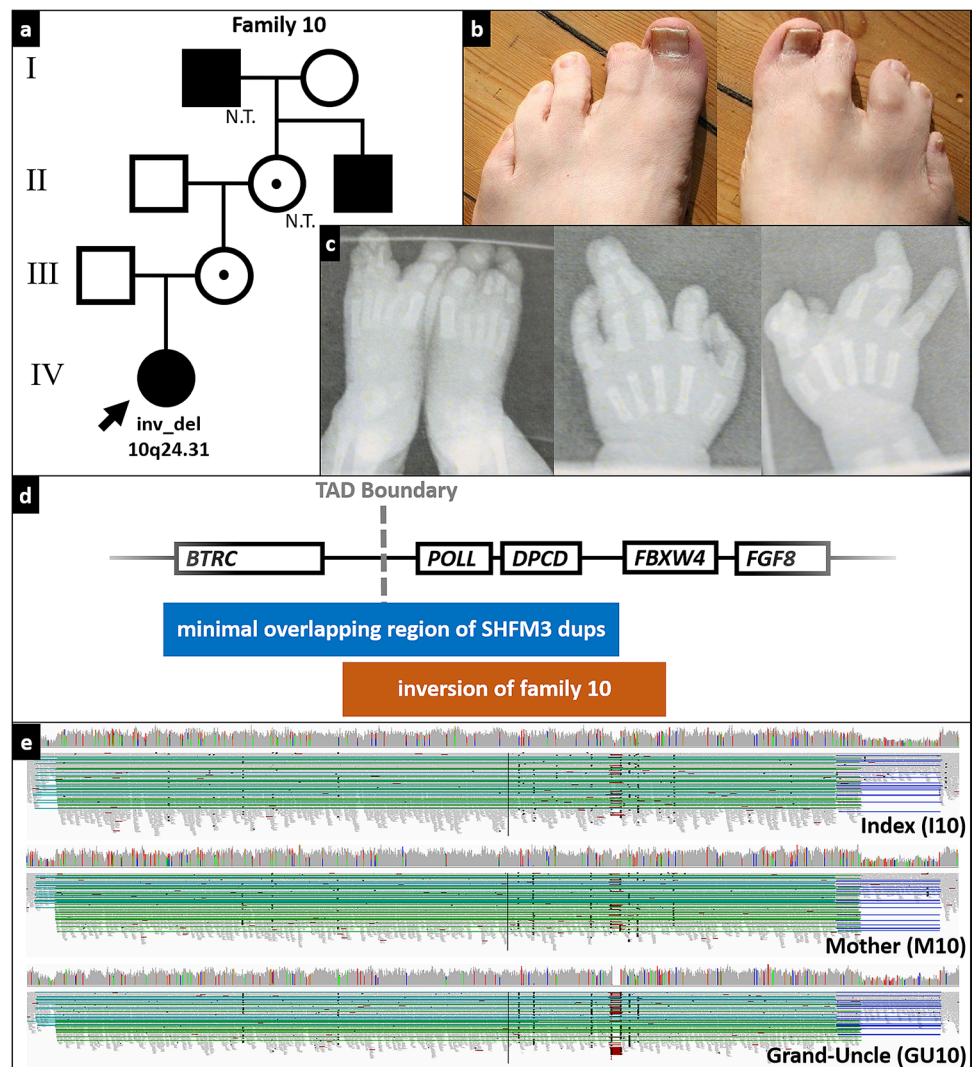 a
Family 10
b
I
N.T.
II
N.T.
c
III
IV
inv_del
10q24.31
d
TAD Boundary
BTRC
POLL
DPCD
FBXW4
FGF8
minimal overlapping region of SHFM3 dups
inversion of family 10
e
Index (I10)
Mother (M10)
Grand-Uncle (GU10)